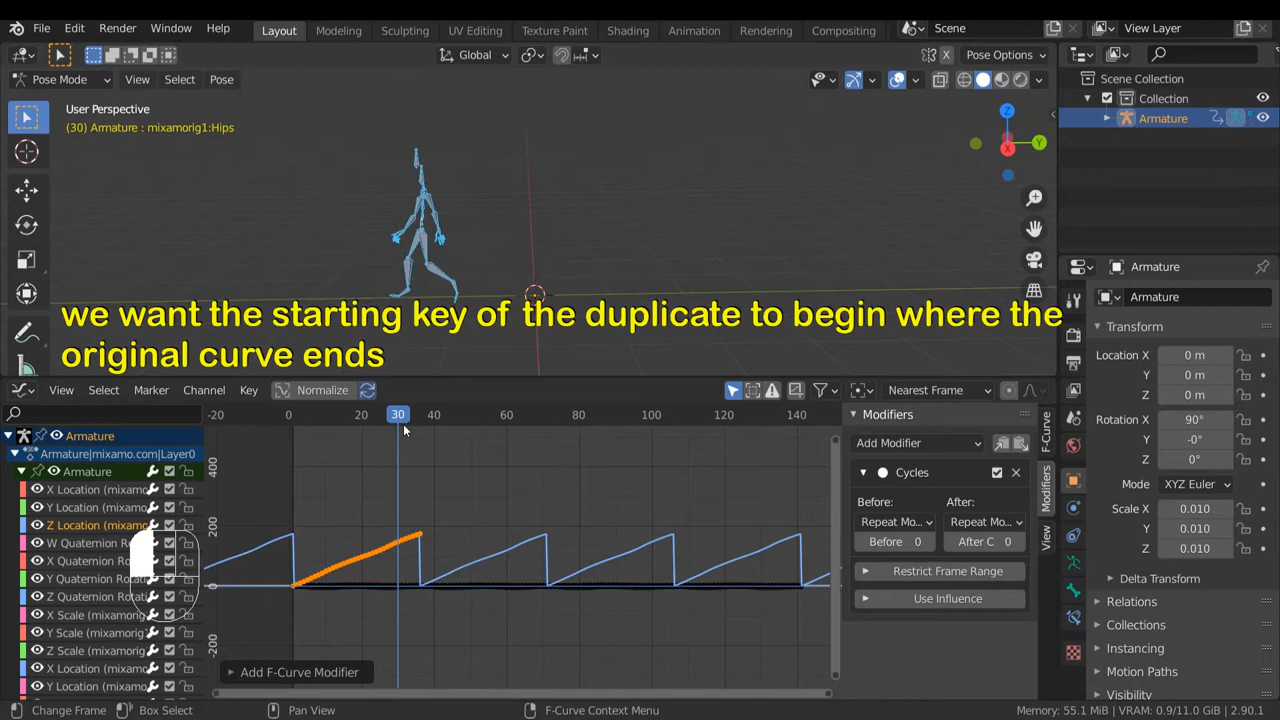 File Edit Render Window Help Layout Modeling Sculpting UV Editing Texture Paint Shading Animation Rendering Compositing Scene View Layer
Global X Pose Options
Pose Mode View Select Pose
User Perspective
(30) Armature : mixamorig1:Hips
Z
Y
X
Scene Collection
Collection
Armature
we want the starting key of the duplicate to begin where the
original curve ends
Armature
Armature
Transform
Location X 0 m
Y 0 m
Z 0 m
Rotation X 90°
Y -0°
Z 0°
Mode XYZ Euler
Scale X 0.010
Y 0.010
Z 0.010
Delta Transform
Relations
Collections
Instancing
Motion Paths
Visibility
View Select Marker Channel Key Normalize Nearest Frame
-20 0 20 30 40 60 80 100 120 140
400
200
0
-200
Armature
Armature|mixamo.com|Layer0
Armature
X Location (mixamo
Y Location (mixamo
Z Location (mixamo
W Quaternion Ro
X Quaternion Ro
Y Quaternion Rotati
Z Quaternion Rotati
X Scale (mixamorig
Y Scale (mixamorig1
Z Scale (mixamorig
X Location (mixamo
Y Location (mixamo
Add F-Curve Modifier
Modifiers
Add Modifier
Cycles
Before: After:
Repeat Mo... Repeat Mo...
Before 0 After C 0
Restrict Frame Range
Use Influence
F-Curve
Modifiers
View
Change Frame Box Select Pan View F-Curve Context Menu Memory: 55.1 MiB | VRAM: 0.9/11.0 GiB | 2.90.1